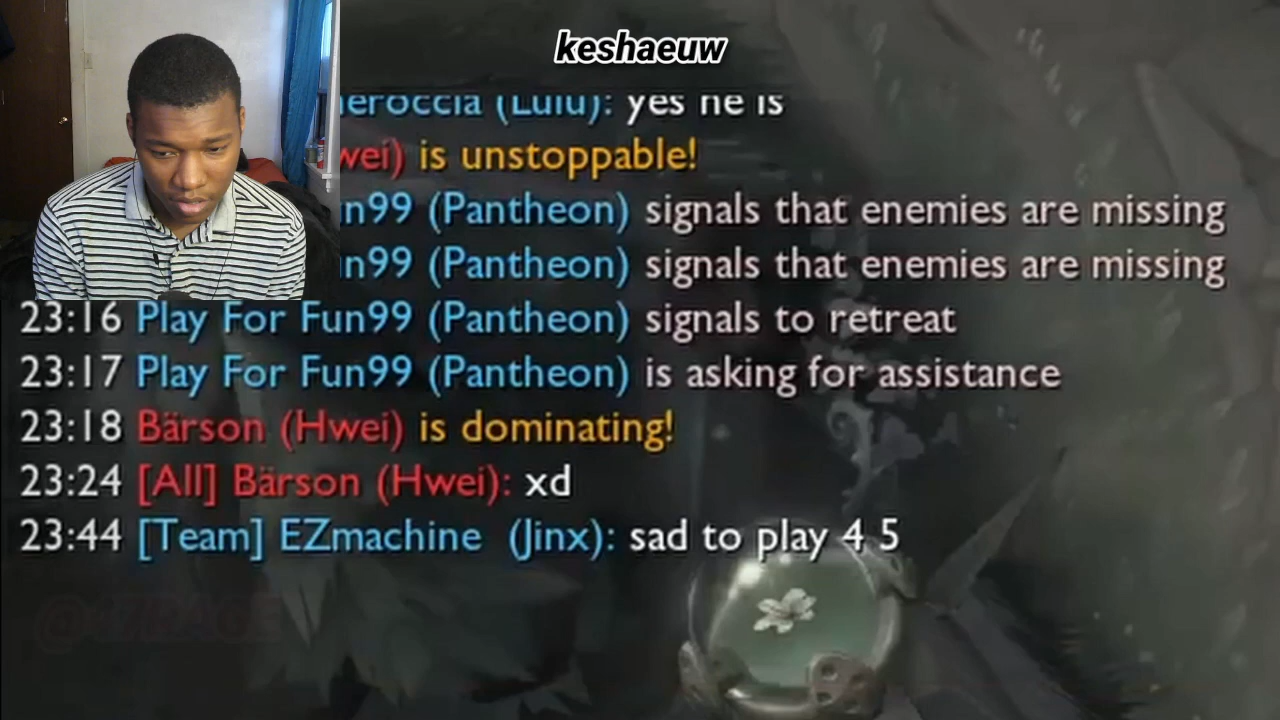 keshaeuw
(Lulu): yes he is
is unstoppable!
(Pantheon) signals that enemies are missing
(Pantheon) signals that enemies are missing
23:16 Play For Fun99 (Pantheon) signals to retreat
23:17 Play For Fun99 (Pantheon) is asking for assistance
23:18 Bärson (Hwei) is dominating!
23:24 [All] Bärson (Hwei): xd
23:44 [Team] EZmachine (Jinx): sad to play 4 5